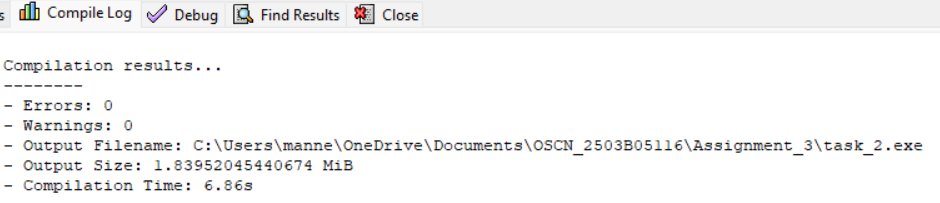 s Compile Log Debug Find Results Close
Compilation results...
--------
- Errors: 0
- Warnings: 0
- Output Filename: C:\Users\manne\OneDrive\Documents\OSCN_2503B05116\Assignment_3\task_2.exe
- Output Size: 1.83952045440674 MiB
- Compilation Time: 6.86s